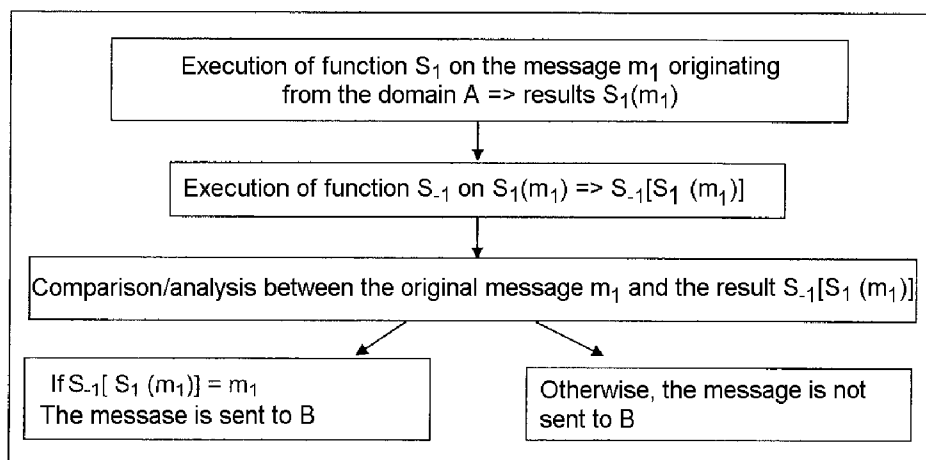 Execution of function S₁ on the message m₁ originating
from the domain A => results S₁(m₁)
Execution of function S₋₁ on S₁(m₁) => S₋₁[S₁ (m₁)]
Comparison/analysis between the original message m₁ and the result S₋₁[S₁ (m₁)]
If S₋₁[ S₁ (m₁)] = m₁
The messase is sent to B
Otherwise, the message is not
sent to B